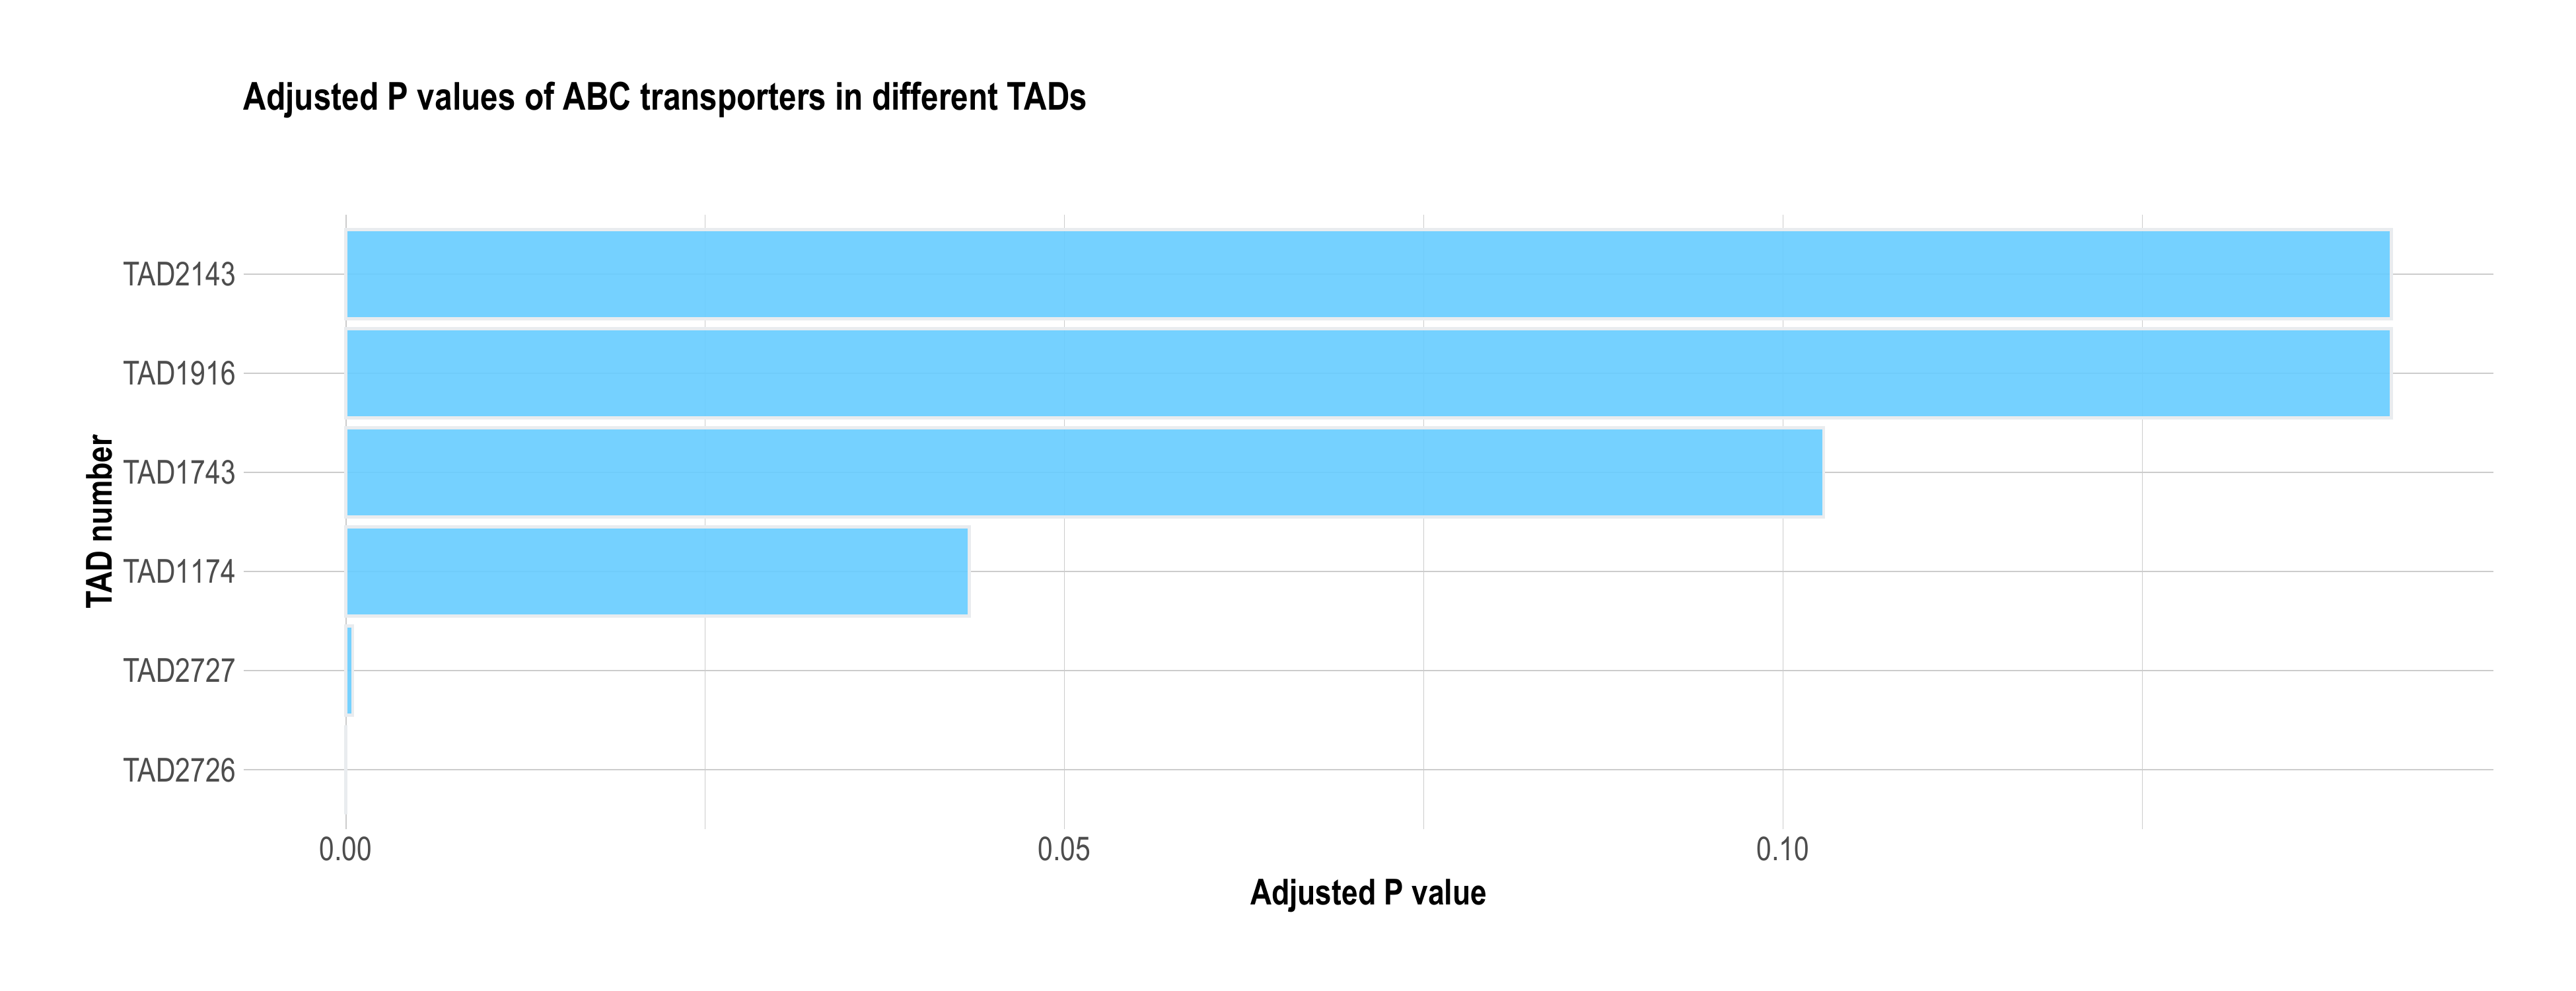 Adjusted P values of ABC transporters in different TADs
TAD2143
TAD1916
TAD1743
TAD1174
TAD2727
TAD2726
TAD number
0.00
0.05
0.10
Adjusted P value